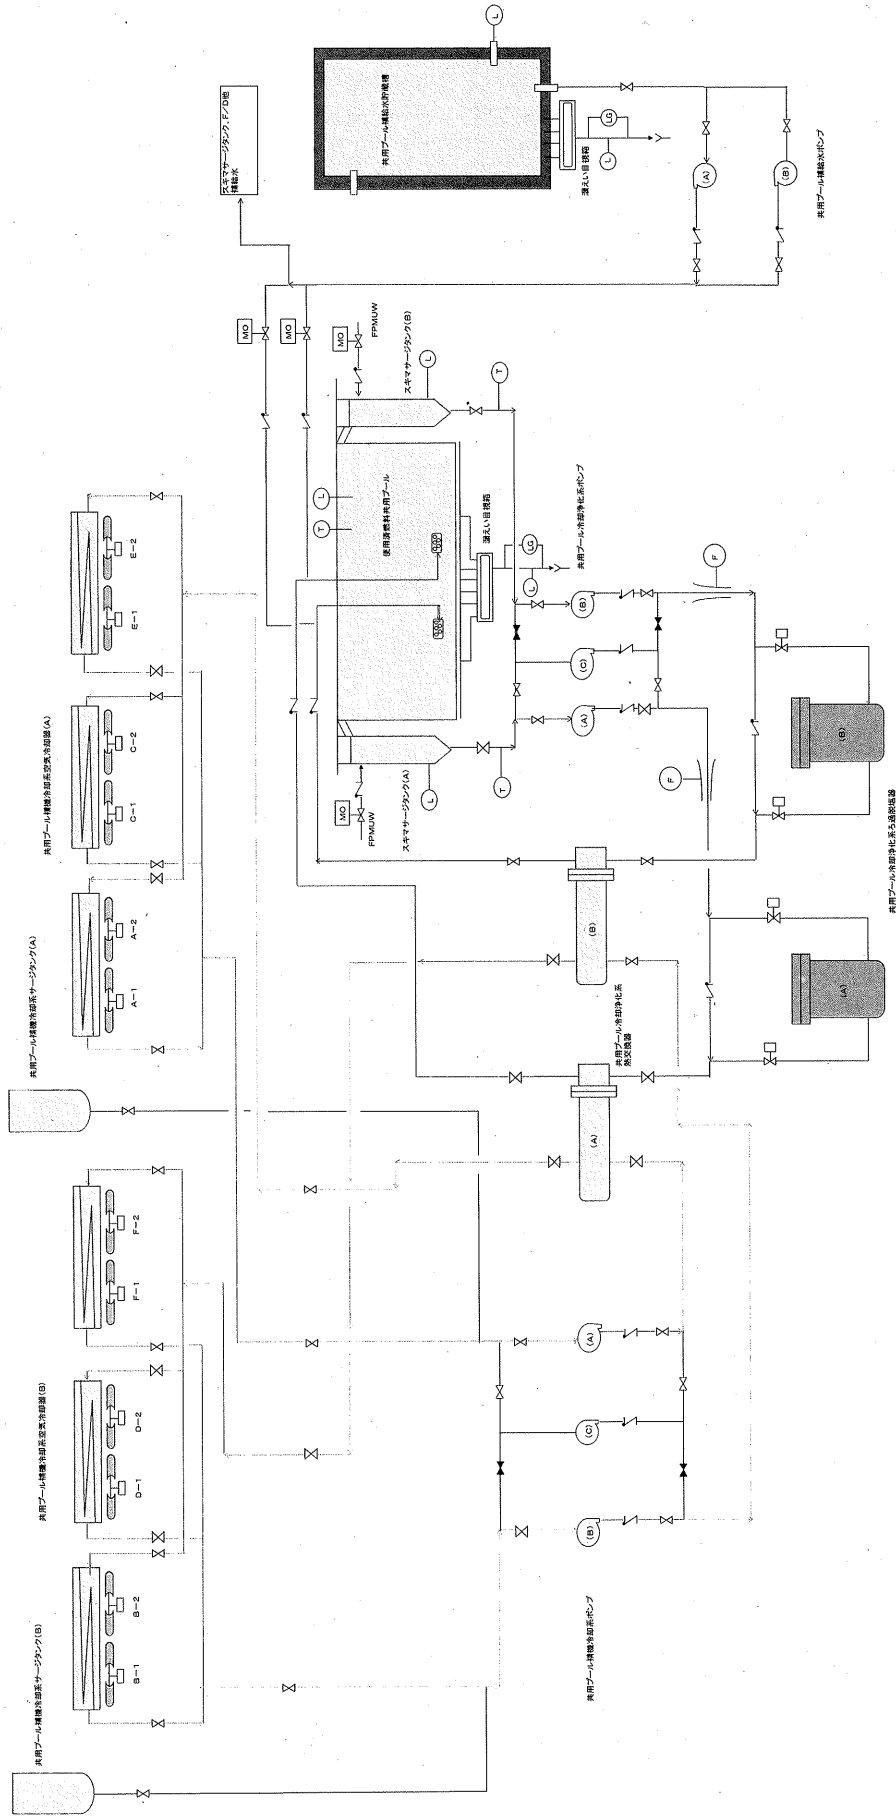 共用プール補機冷却系サージタンク(B)
B-1
B-2
共用プール補機冷却系空気冷却器(B)
D-1
D-2
F-1
F-2
共用プール補機冷却系サージタンク(A)
A-1
A-2
共用プール補機冷却系空気冷却器(A)
C-1
C-2
E-1
E-2
スキマサージタンク、F/D他
補給水
共用プール補給水貯蔵槽
L
漏えい目視箱
L
LG
(A)
(B)
共用プール補給水ポンプ
MO
MO
MO
FPMUW
スキマサージタンク(B)
L
T
T
L
使用済燃料共用プール
漏えい目視箱
L
LG
MO
FPMUW
スキマサージタンク(A)
L
T
共用プール冷却浄化系ポンプ
(A)
(C)
(B)
F
F
(B)
(A)
共用プール冷却浄化系
熱交換器
(A)
(B)
共用プール冷却浄化系ろ過脱塩器
(B)
(C)
(A)
共用プール補機冷却系ポンプ